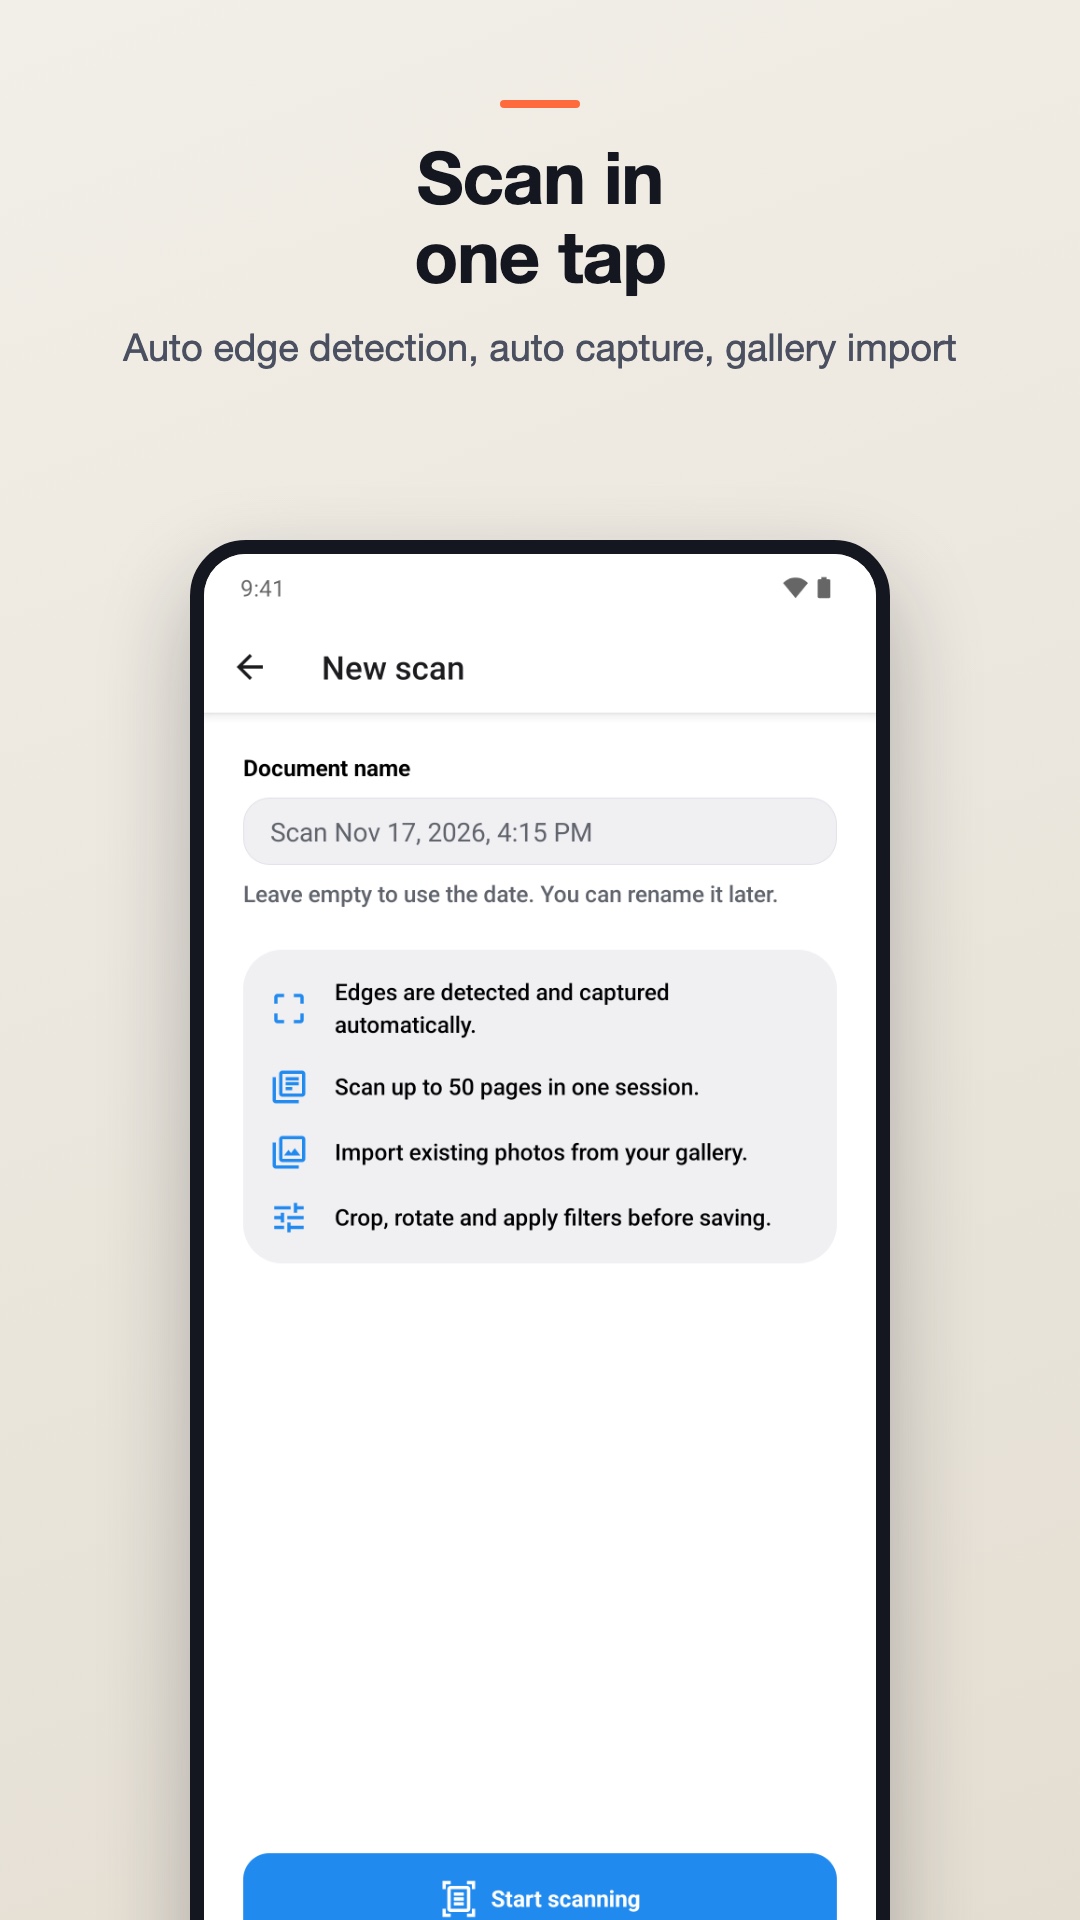 Scan in
one tap
Auto edge detection, auto capture, gallery import
9:41
New scan
Document name
Scan Nov 17, 2026, 4:15 PM
Leave empty to use the date. You can rename it later.
Edges are detected and captured
automatically.
Scan up to 50 pages in one session.
Import existing photos from your gallery.
Crop, rotate and apply filters before saving.
Start scanning